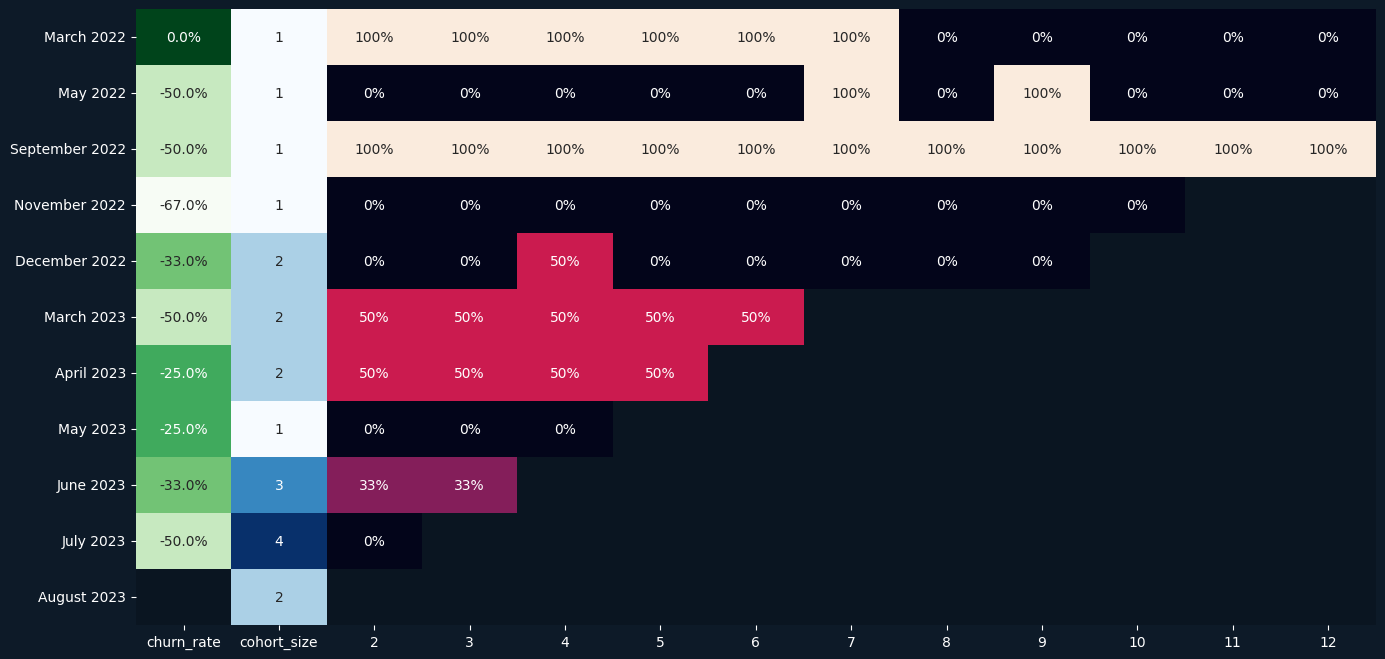 March 2022 0.0% 1 100% 100% 100% 100% 100% 100% 0% 0% 0% 0% 0%
May 2022 -50.0% 1 0% 0% 0% 0% 0% 100% 0% 100% 0% 0% 0%
September 2022 -50.0% 1 100% 100% 100% 100% 100% 100% 100% 100% 100% 100% 100%
November 2022 -67.0% 1 0% 0% 0% 0% 0% 0% 0% 0% 0%
December 2022 -33.0% 2 0% 0% 50% 0% 0% 0% 0% 0%
March 2023 -50.0% 2 50% 50% 50% 50% 50%
April 2023 -25.0% 2 50% 50% 50% 50%
May 2023 -25.0% 1 0% 0% 0%
June 2023 -33.0% 3 33% 33%
July 2023 -50.0% 4 0%
August 2023 2
churn_rate cohort_size 2 3 4 5 6 7 8 9 10 11 12